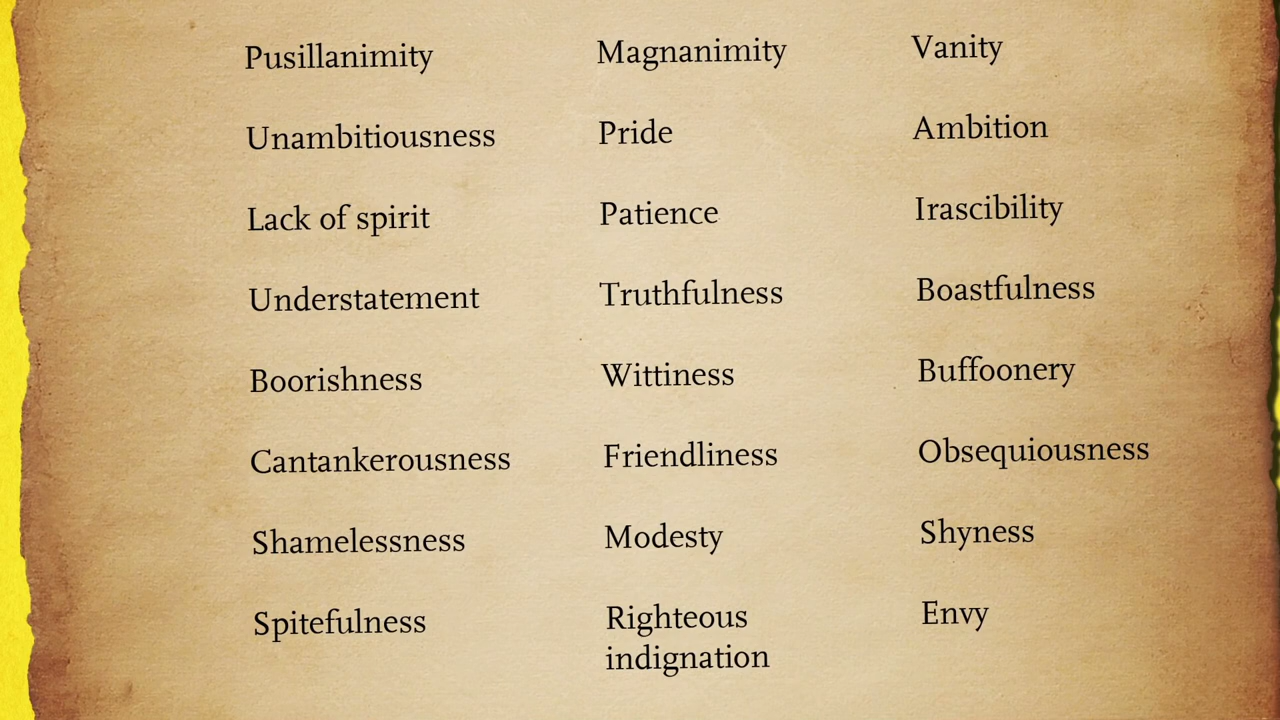 Pusillanimity Magnanimity Vanity
Unambitiousness Pride Ambition
Lack of spirit Patience Irascibility
Understatement Truthfulness Boastfulness
Boorishness Wittiness Buffoonery
Cantankerousness Friendliness Obsequiousness
Shamelessness Modesty Shyness
Spitefulness Righteous Envy
indignation